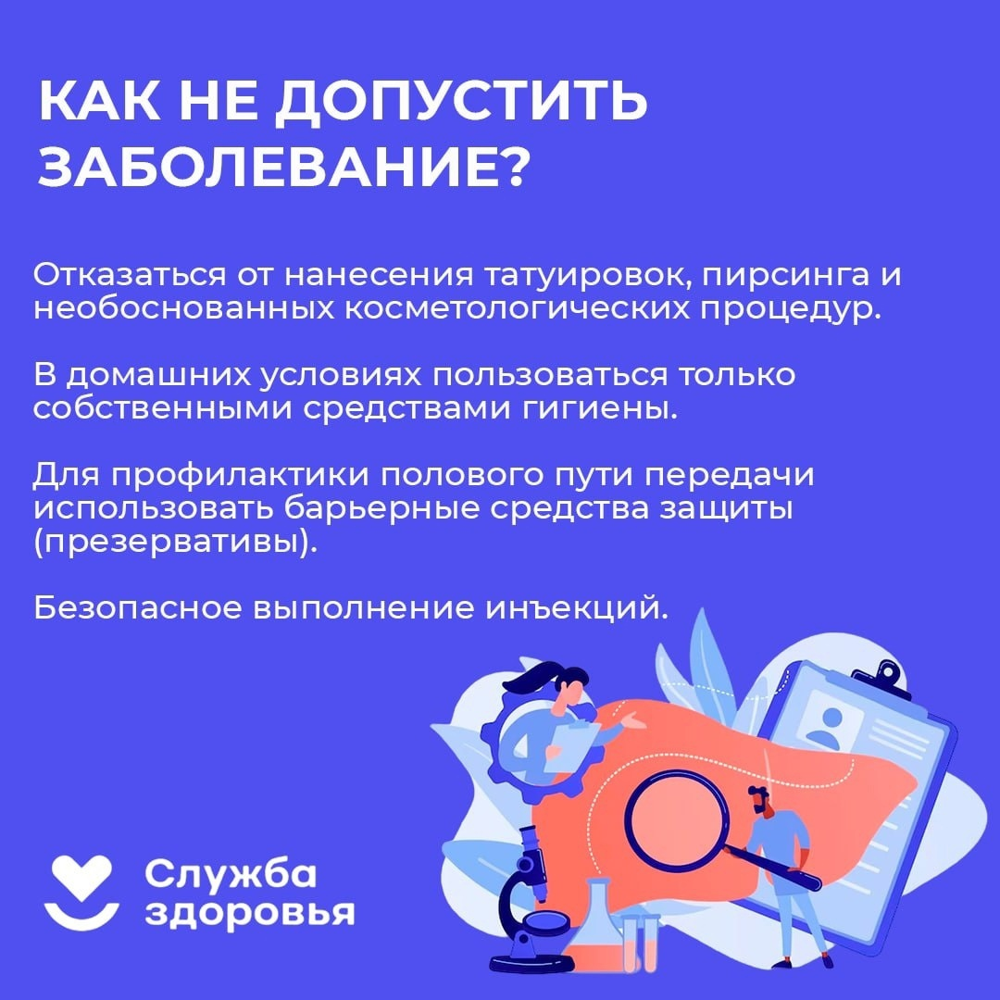 КАК НЕ ДОПУСТИТЬ
ЗАБОЛЕВАНИЕ?
Отказаться от нанесения татуировок, пирсинга и
необоснованных косметологических процедур.
В домашних условиях пользоваться только
собственными средствами гигиены.
Для профилактики полового пути передачи
использовать барьерные средства защиты
(презервативы).
Безопасное выполнение инъекций.
Служба
здоровья